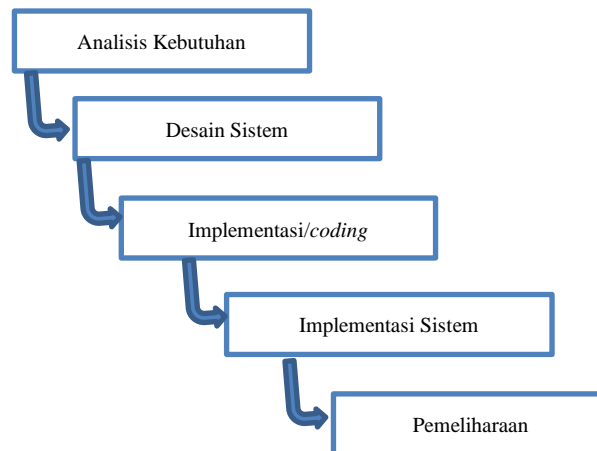 Analisis Kebutuhan
Desain Sistem
Implementasi/coding
Implementasi Sistem
Pemeliharaan